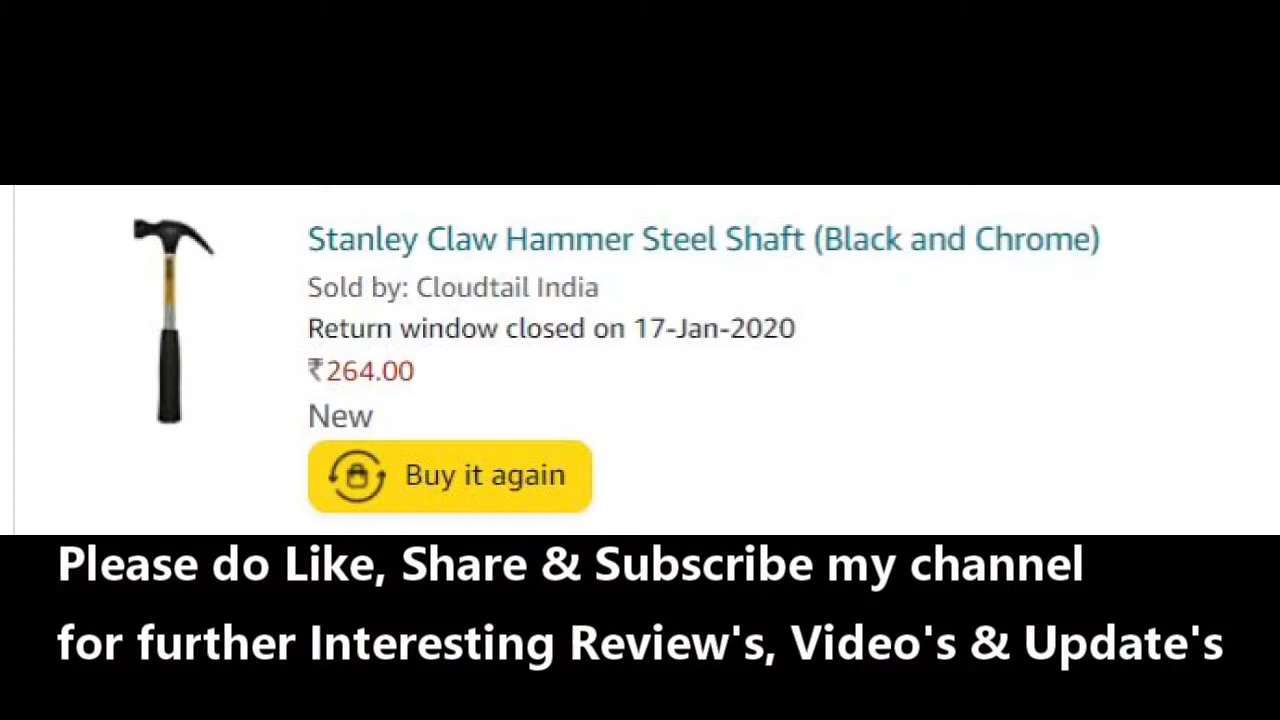 Stanley Claw Hammer Steel Shaft (Black and Chrome)
Sold by: Cloudtail India
Return window closed on 17-Jan-2020
₹264.00
New
Buy it again
Please do Like, Share & Subscribe my channel
for further Interesting Review's, Video's & Update's